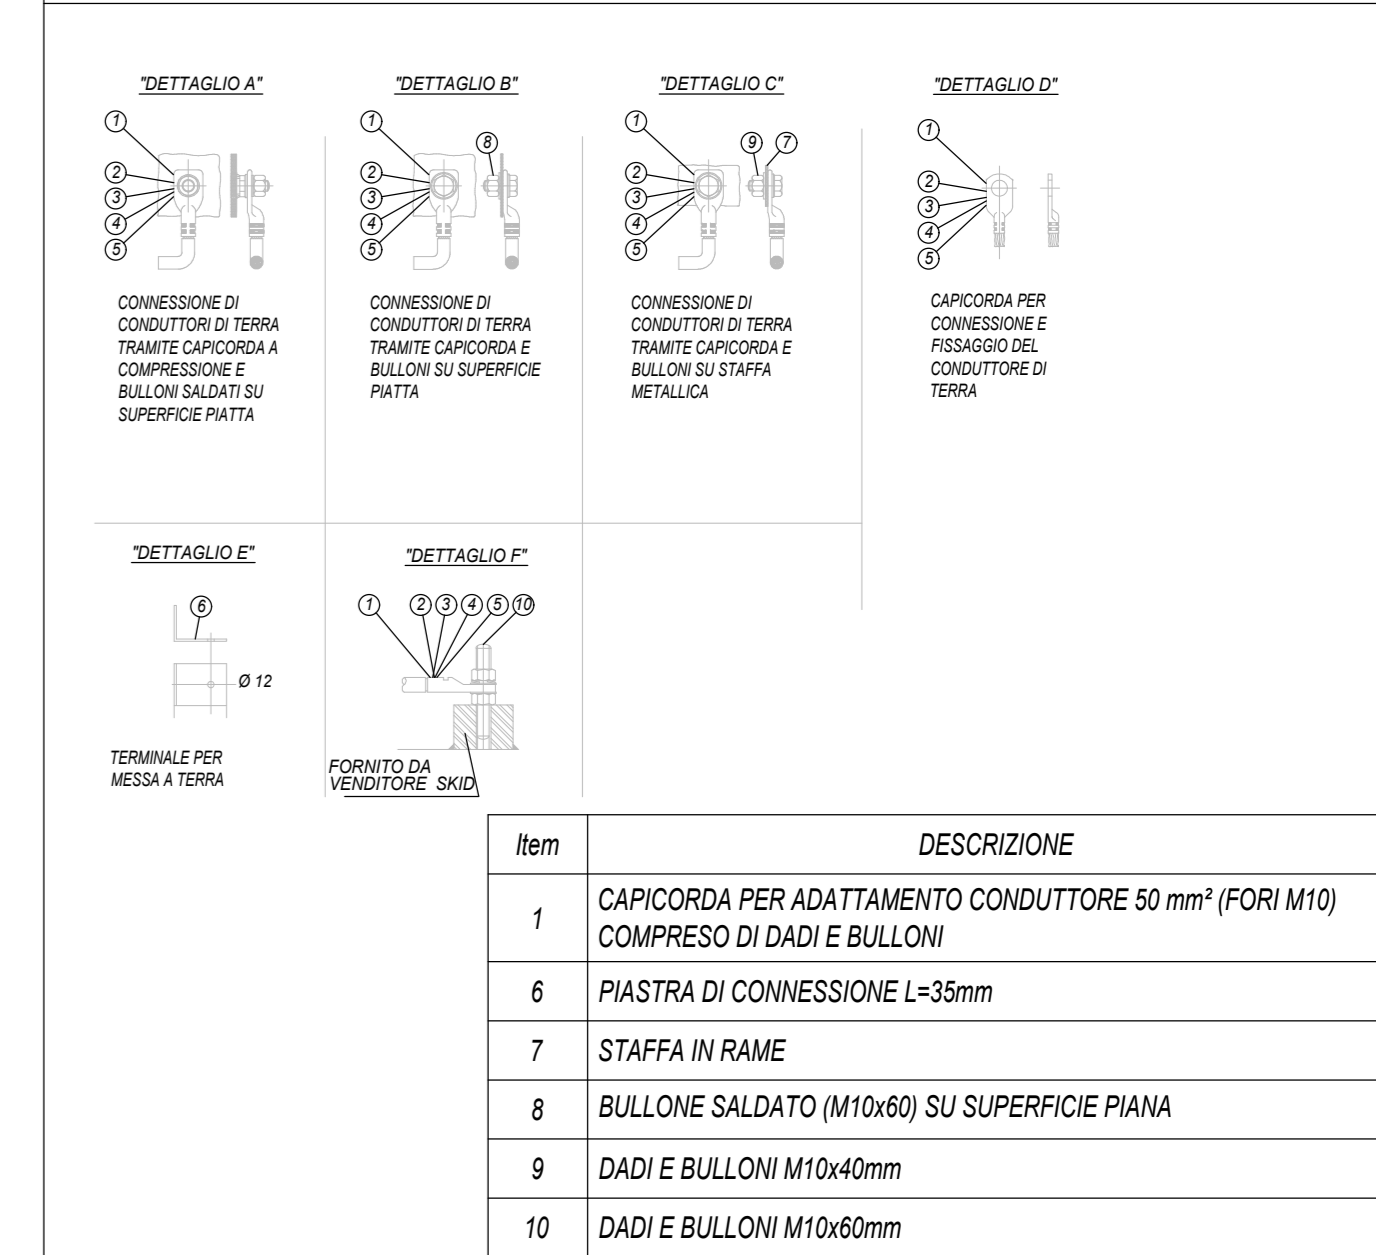 "DETTAGLIO A"
1
2
3
4
5
CONNESSIONE DI
CONDUTTORI DI TERRA
TRAMITE CAPICORDA A
COMPRESSIONE E
BULLONI SALDATI SU
SUPERFICIE PIATTA
"DETTAGLIO B"
1
8
2
3
4
5
CONNESSIONE DI
CONDUTTORI DI TERRA
TRAMITE CAPICORDA E
BULLONI SU SUPERFICIE
PIATTA
"DETTAGLIO C"
1
9 7
2
3
4
5
CONNESSIONE DI
CONDUTTORI DI TERRA
TRAMITE CAPICORDA E
BULLONI SU STAFFA
METALLICA
"DETTAGLIO D"
1
2
3
4
5
CAPICORDA PER
CONNESSIONE E
FISSAGGIO DEL
CONDUTTORE DI
TERRA
"DETTAGLIO E"
6
Ø 12
TERMINALE PER
MESSA A TERRA
"DETTAGLIO F"
1 2 3 4 5 10
FORNITO DA
VENDITORE SKID
Item DESCRIZIONE
1 CAPICORDA PER ADATTAMENTO CONDUTTORE 50 mm² (FORI M10)
COMPRESO DI DADI E BULLONI
6 PIASTRA DI CONNESSIONE L=35mm
7 STAFFA IN RAME
8 BULLONE SALDATO (M10x60) SU SUPERFICIE PIANA
9 DADI E BULLONI M10x40mm
10 DADI E BULLONI M10x60mm